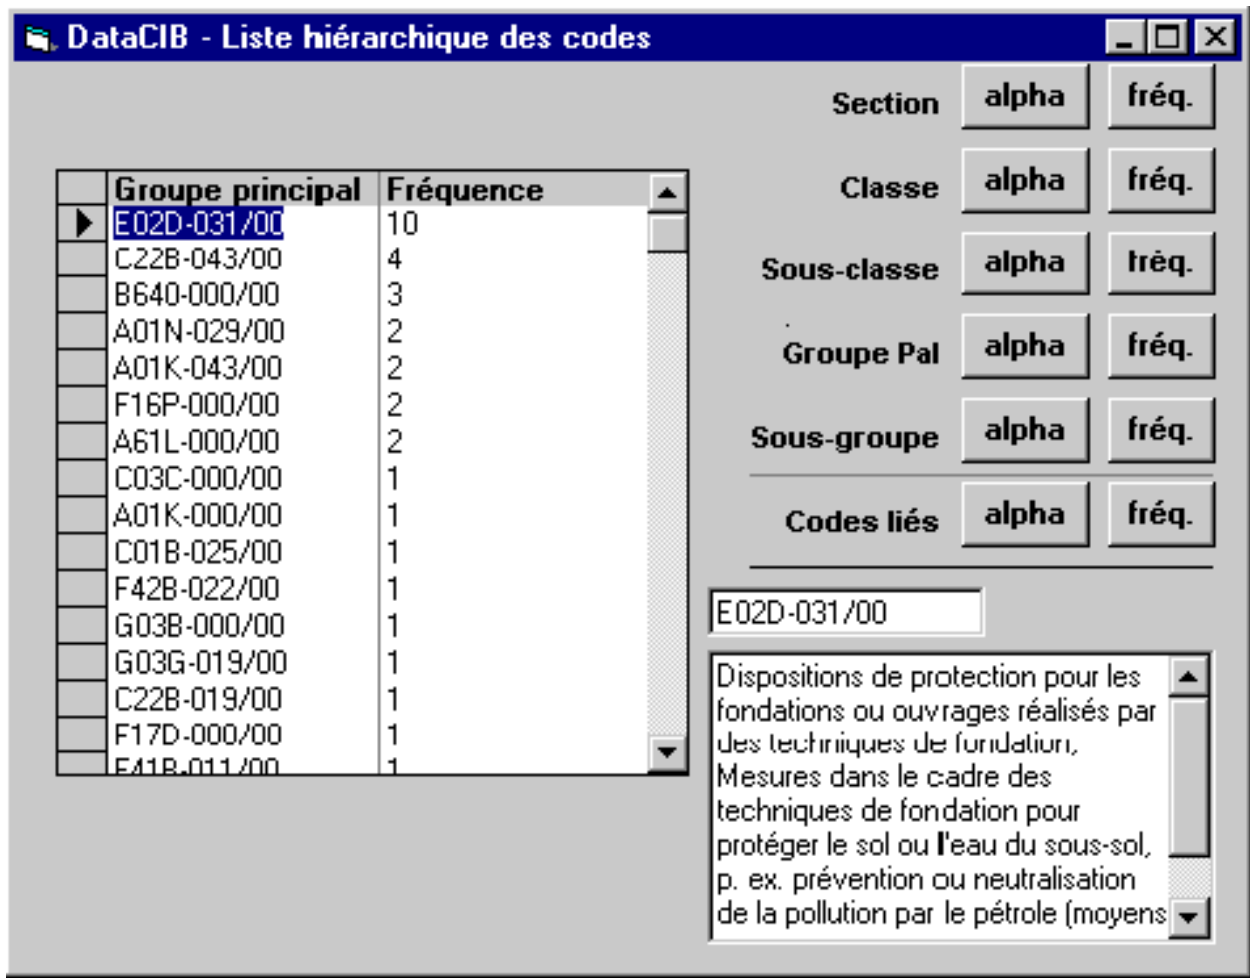 DataCIB - Liste hiérarchique des codes
Section alpha fréq.
Classe alpha fréq.
Sous-classe alpha fréq.
Groupe Pal alpha fréq.
Sous-groupe alpha fréq.
Codes liés alpha fréq.
Groupe principal Fréquence
E02D-031/00 10
C22B-043/00 4
B640-000/00 3
A01N-029/00 2
A01K-043/00 2
F16P-000/00 2
A61L-000/00 2
C03C-000/00 1
A01K-000/00 1
C01B-025/00 1
F42B-022/00 1
G03B-000/00 1
G03G-019/00 1
C22B-019/00 1
F17D-000/00 1
F41B-011/00 1
E02D-031/00
Dispositions de protection pour les
fondations ou ouvrages réalisés par
des techniques de fondation,
Mesures dans le cadre des
techniques de fondation pour
protéger le sol ou l'eau du sous-sol,
p. ex. prévention ou neutralisation
de la pollution par le pétrole (moyens